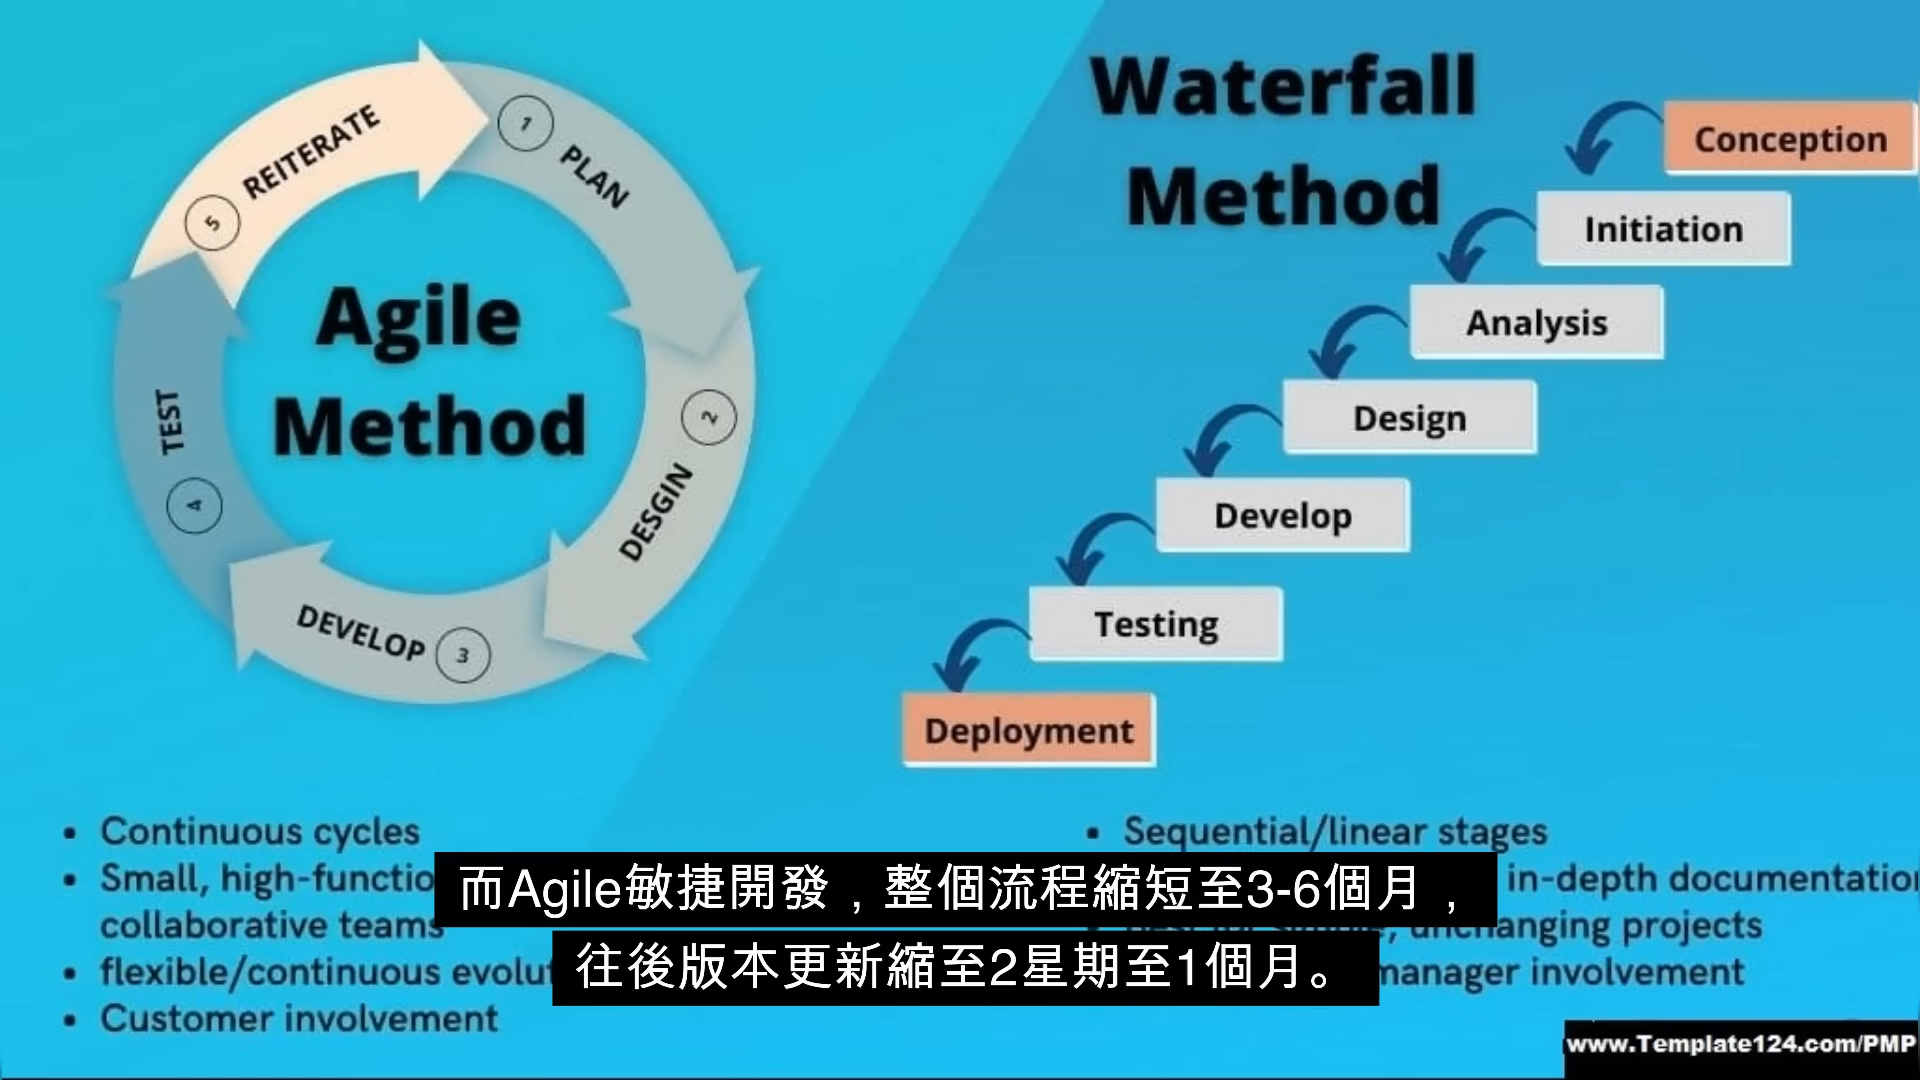 Agile
Method
1 PLAN
2 DESGIN
3 DEVELOP
4 TEST
5 REITERATE
• Continuous cycles
• Small, high-functio
collaborative teams
• flexible/continuous evolu
• Customer involvement
Waterfall
Method
Conception
Initiation
Analysis
Design
Develop
Testing
Deployment
• Sequential/linear stages
in-depth documentation
changing projects
manager involvement
而Agile敏捷開發，整個流程縮短至3-6個月，
往後版本更新縮至2星期至1個月。
www.Template124.com/PMP